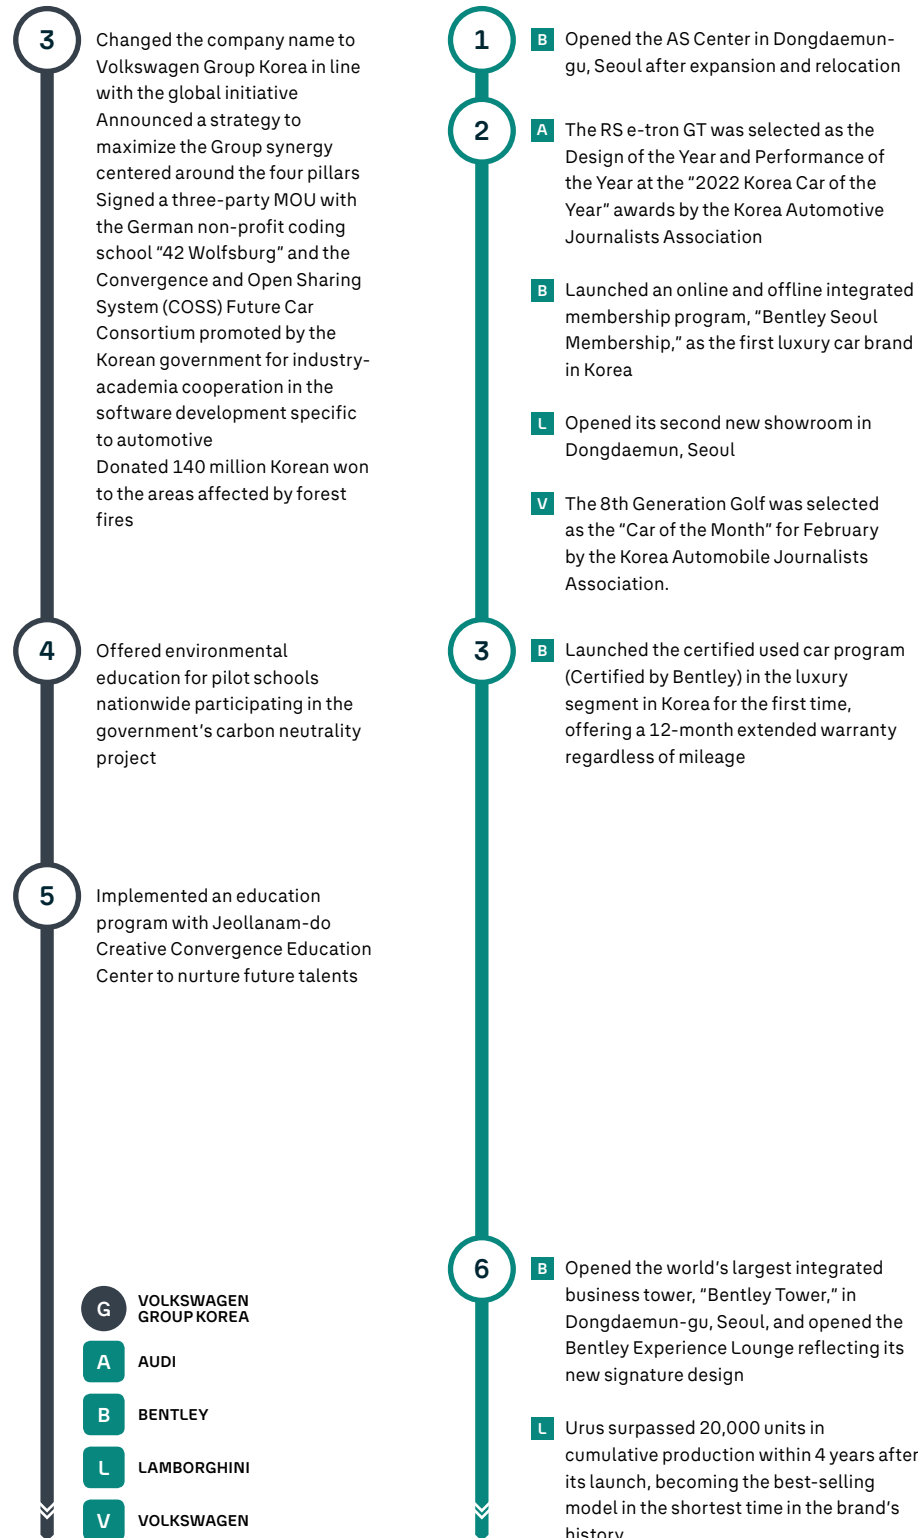 3
Changed the company name to
Volkswagen Group Korea in line
with the global initiative
Announced a strategy to
maximize the Group synergy
centered around the four pillars
Signed a three-party MOU with
the German non-profit coding
school “42 Wolfsburg” and the
Convergence and Open Sharing
System (COSS) Future Car
Consortium promoted by the
Korean government for industry-
academia cooperation in the
software development specific
to automotive
Donated 140 million Korean won
to the areas affected by forest
fires
4
Offered environmental
education for pilot schools
nationwide participating in the
government’s carbon neutrality
project
5
Implemented an education
program with Jeollanam-do
Creative Convergence Education
Center to nurture future talents
G VOLKSWAGEN
GROUP KOREA
A AUDI
B BENTLEY
L LAMBORGHINI
V VOLKSWAGEN
1
B Opened the AS Center in Dongdaemun-
gu, Seoul after expansion and relocation
2
A The RS e-tron GT was selected as the
Design of the Year and Performance of
the Year at the “2022 Korea Car of the
Year” awards by the Korea Automotive
Journalists Association
B Launched an online and offline integrated
membership program, “Bentley Seoul
Membership,” as the first luxury car brand
in Korea
L Opened its second new showroom in
Dongdaemun, Seoul
V The 8th Generation Golf was selected
as the “Car of the Month” for February
by the Korea Automobile Journalists
Association.
3
B Launched the certified used car program
(Certified by Bentley) in the luxury
segment in Korea for the first time,
offering a 12-month extended warranty
regardless of mileage
6
B Opened the world’s largest integrated
business tower, “Bentley Tower,” in
Dongdaemun-gu, Seoul, and opened the
Bentley Experience Lounge reflecting its
new signature design
L Urus surpassed 20,000 units in
cumulative production within 4 years after
its launch, becoming the best-selling
model in the shortest time in the brand’s
history